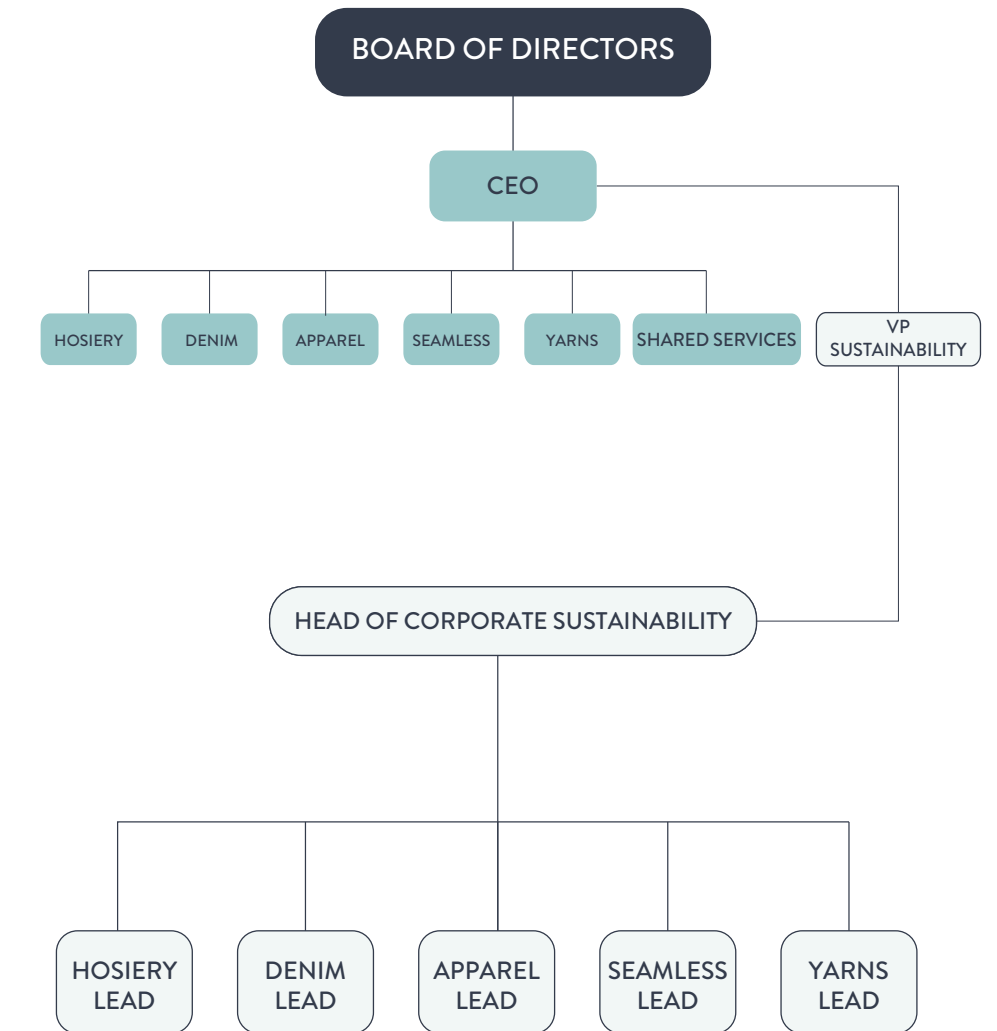 BOARD OF DIRECTORS
CEO
HOSIERY
DENIM
APPAREL
SEAMLESS
YARNS
SHARED SERVICES
VP
SUSTAINABILITY
HEAD OF CORPORATE SUSTAINABILITY
HOSIERY
LEAD
DENIM
LEAD
APPAREL
LEAD
SEAMLESS
LEAD
YARNS
LEAD